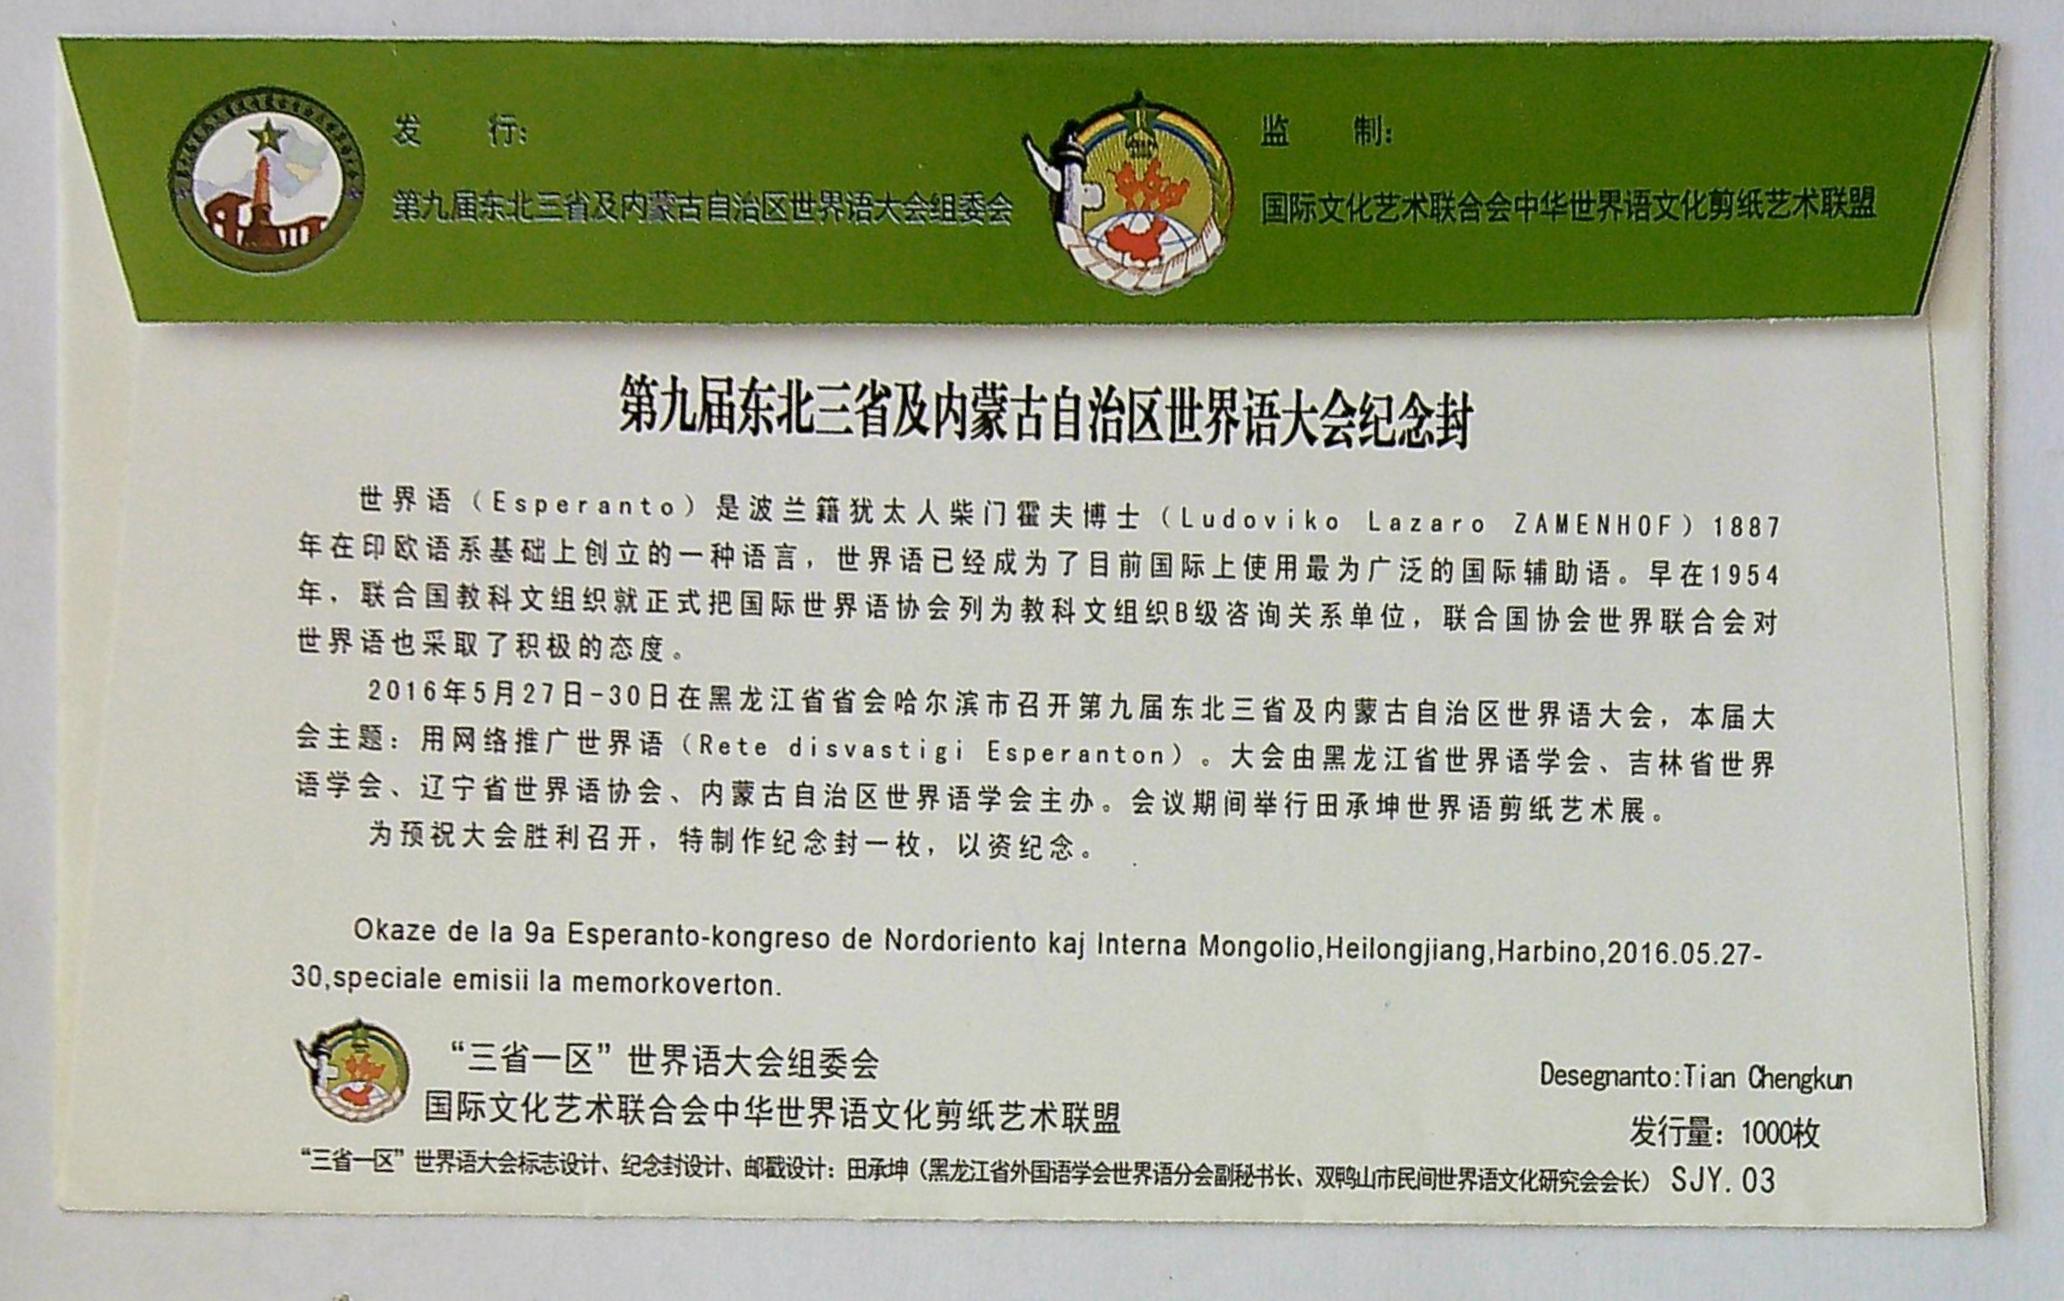 发 行：
第九届东北三省及内蒙古自治区世界语大会组委会
监 制：
国际文化艺术联合会中华世界语文化剪纸艺术联盟
第九届东北三省及内蒙古自治区世界语大会纪念封
世界语（Esperanto）是波兰籍犹太人柴门霍夫博士（Ludoviko Lazaro ZAMENHOF）1887
年在印欧语系基础上创立的一种语言，世界语已经成为了目前国际上使用最为广泛的国际辅助语。早在1954
年，联合国教科文组织就正式把国际世界语协会列为教科文组织B级咨询关系单位，联合国协会世界联合会对
世界语也采取了积极的态度。
2016年5月27日-30日在黑龙江省省会哈尔滨市召开第九届东北三省及内蒙古自治区世界语大会，本届大
会主题：用网络推广世界语（Rete disvastigi Esperanton）。大会由黑龙江省世界语学会、吉林省世界
语学会、辽宁省世界语协会、内蒙古自治区世界语学会主办。会议期间举行田承坤世界语剪纸艺术展。
为预祝大会胜利召开，特制作纪念封一枚，以资纪念。
Okaze de la 9a Esperanto-kongreso de Nordoriento kaj Interna Mongolio,Heilongjiang,Harbino,2016.05.27-
30,speciale emisii la memorkoverton.
“三省一区”世界语大会组委会
国际文化艺术联合会中华世界语文化剪纸艺术联盟
Desegnanto:Tian Chengkun
发行量：1000枚
“三省一区”世界语大会标志设计、纪念封设计、邮戳设计：田承坤（黑龙江省外国语学会世界语分会副秘书长、双鸭山市民间世界语文化研究会会长） SJY.03